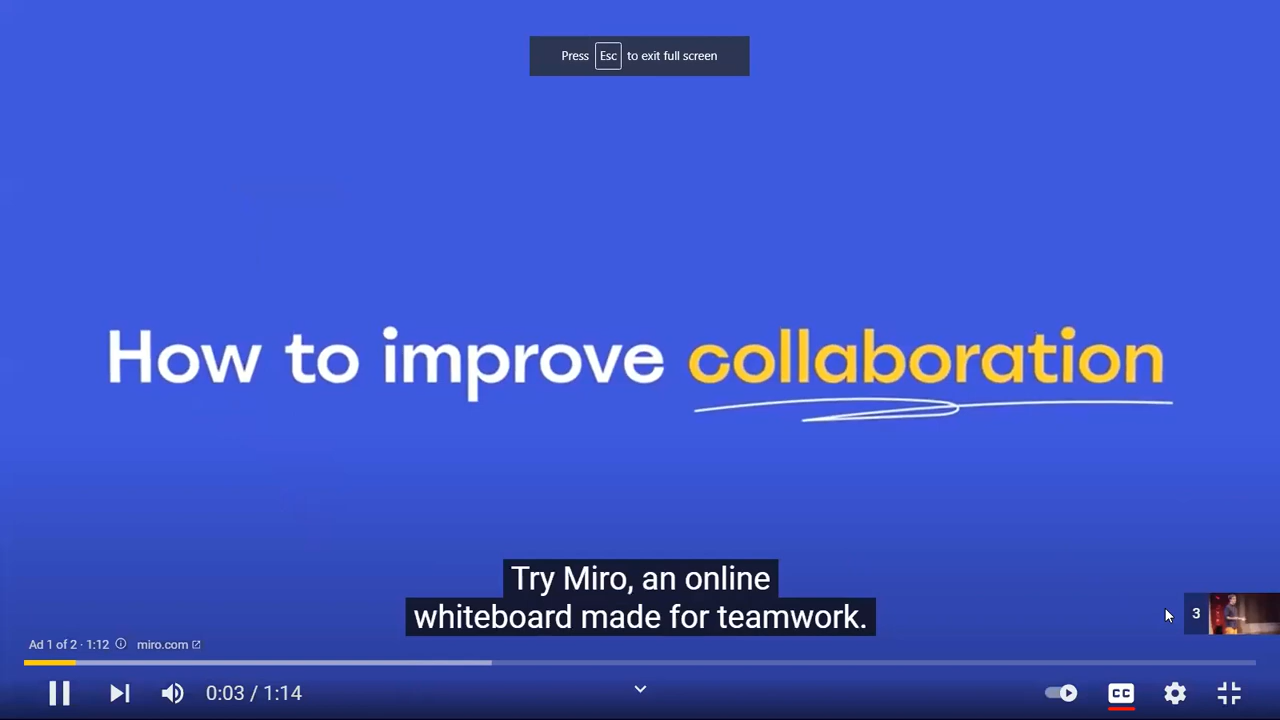 Press Esc to exit full screen
How to improve collaboration
Try Miro, an online
whiteboard made for teamwork.
3
Ad 1 of 2 · 1:12 miro.com
0:03 / 1:14
CC